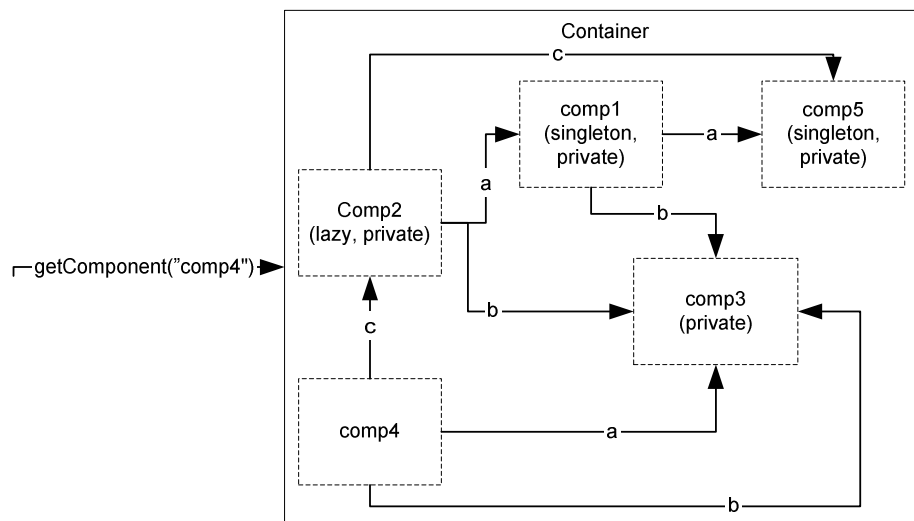 Container
c
comp1
(singleton,
private)
a
comp5
(singleton,
private)
a
Comp2
(lazy, private)
b
getComponent("comp4")
b
comp3
(private)
c
comp4
a
b